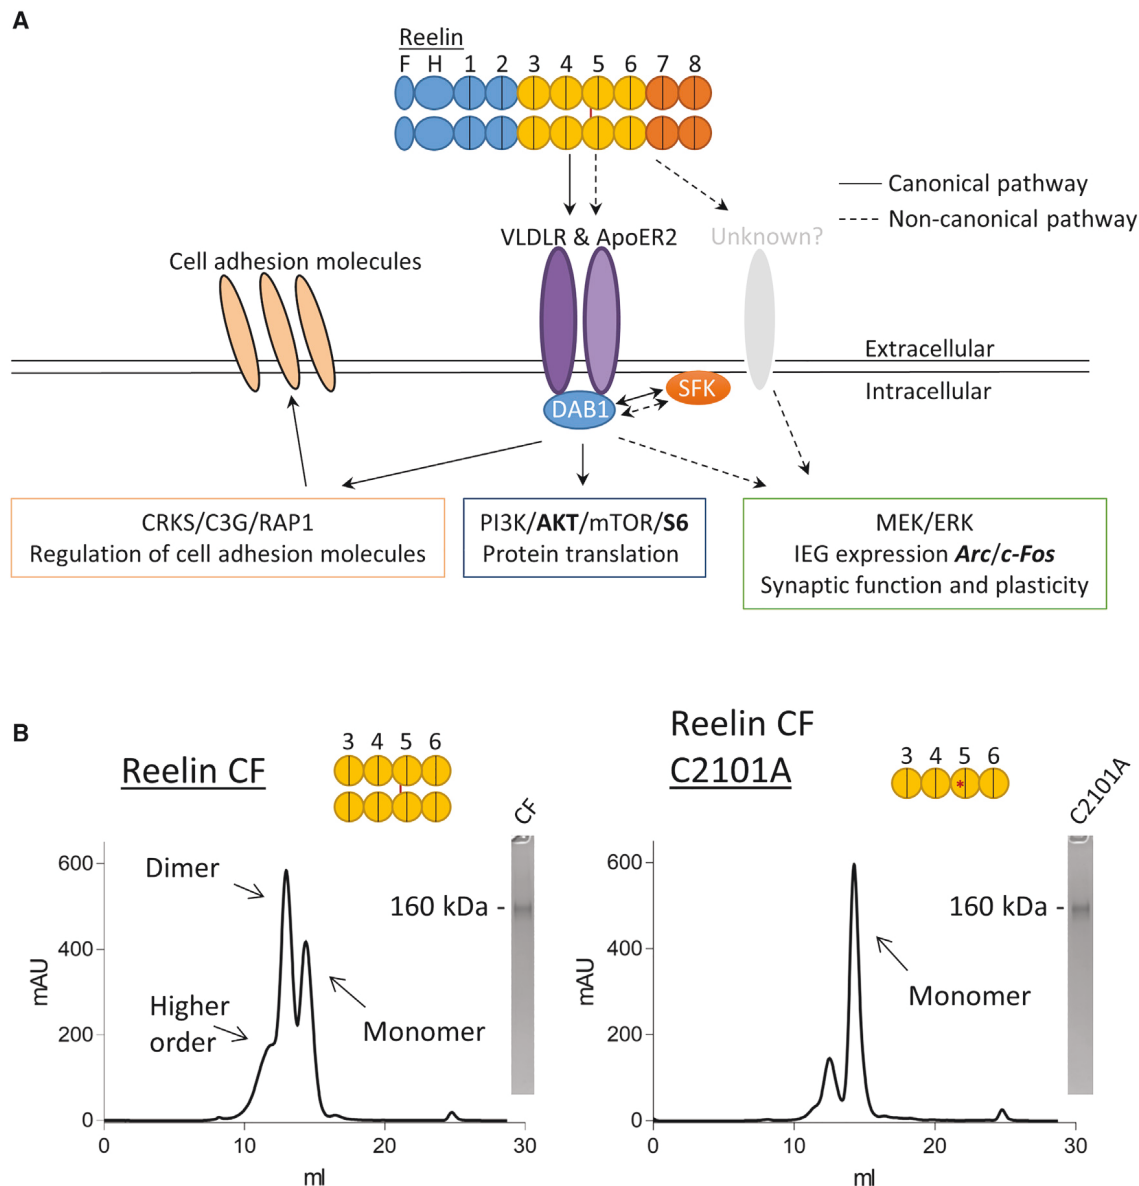 A
Reelin
F H 1 2 3 4 5 6 7 8
Canonical pathway
Non-canonical pathway
VLDLR & ApoER2
Unknown?
Cell adhesion molecules
Extracellular
Intracellular
SFK
DAB1
CRKS/C3G/RAP1
Regulation of cell adhesion molecules
PI3K/AKT/mTOR/S6
Protein translation
MEK/ERK
IEG expression Arc/c-Fos
Synaptic function and plasticity
B
Reelin CF
3 4 5 6
CF
Dimer
Higher
order
Monomer
160 kDa -
600
400
200
0
mAU
0 10 20 30
ml
Reelin CF
C2101A
3 4 5 6
*
C2101A
160 kDa -
Monomer
600
400
200
0
mAU
0 10 20 30
ml